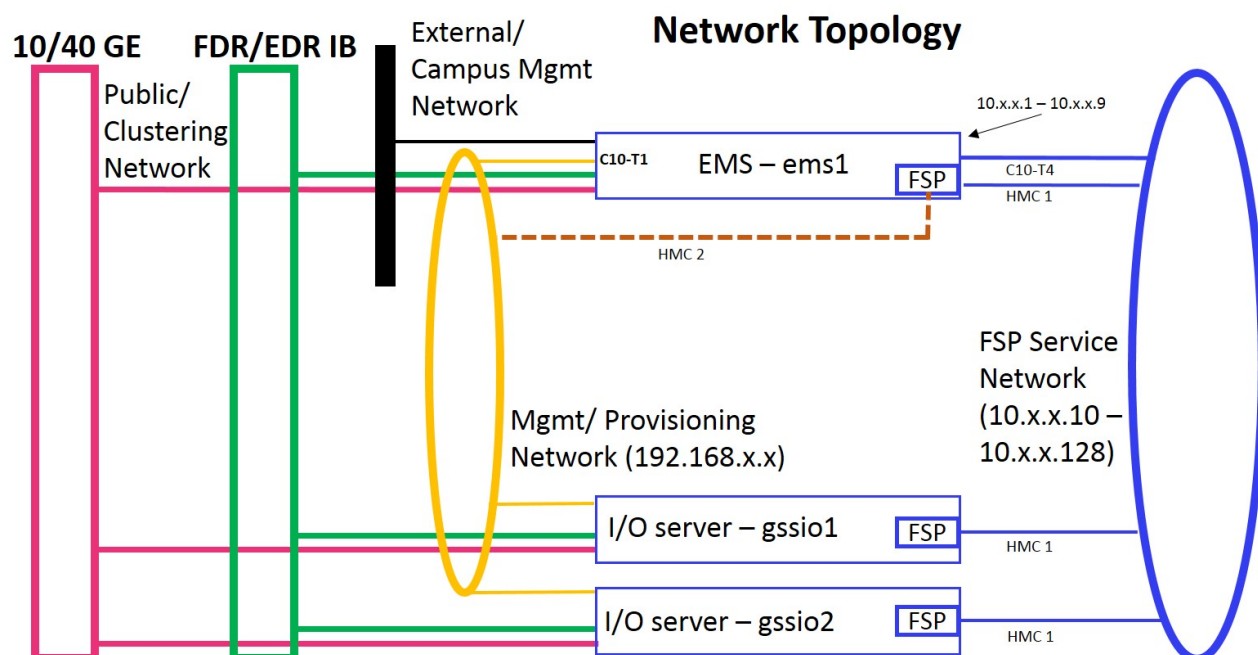 Network Topology
10/40 GE
FDR/EDR IB
External/
Campus Mgmt
Network
Public/
Clustering
Network
10.x.x.1 – 10.x.x.9
C10-T1
EMS – ems1
FSP
C10-T4
HMC 1
HMC 2
FSP Service
Network
(10.x.x.10 –
10.x.x.128)
Mgmt/ Provisioning
Network (192.168.x.x)
I/O server – gssio1
FSP
HMC 1
I/O server – gssio2
FSP
HMC 1